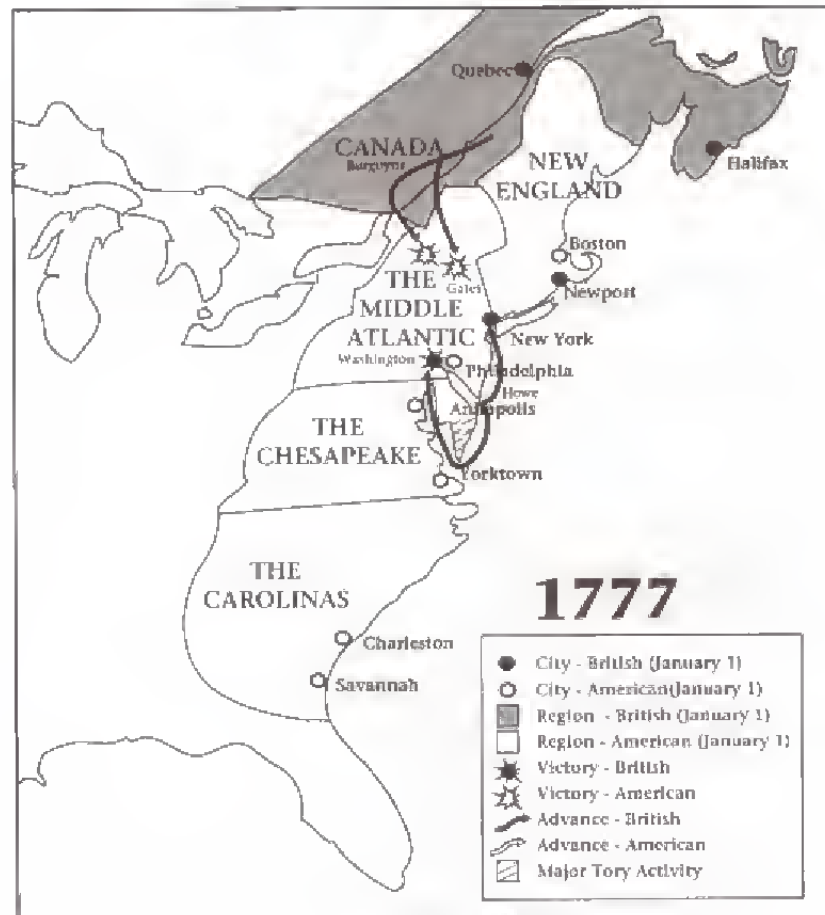 Quebec
CANADA
Burgoyne
NEW
ENGLAND
Halifax
Boston
Newport
THE
Gates
MIDDLE
ATLANTIC
New York
Washington
Philadelphia
Howe
Annapolis
THE
CHESAPEAKE
Yorktown
THE
CAROLINAS
Charleston
Savannah
1777
City - British (January 1)
City - American(January 1)
Region - British (January 1)
Region - American (January 1)
Victory - British
Victory - American
Advance - British
Advance - American
Major Tory Activity